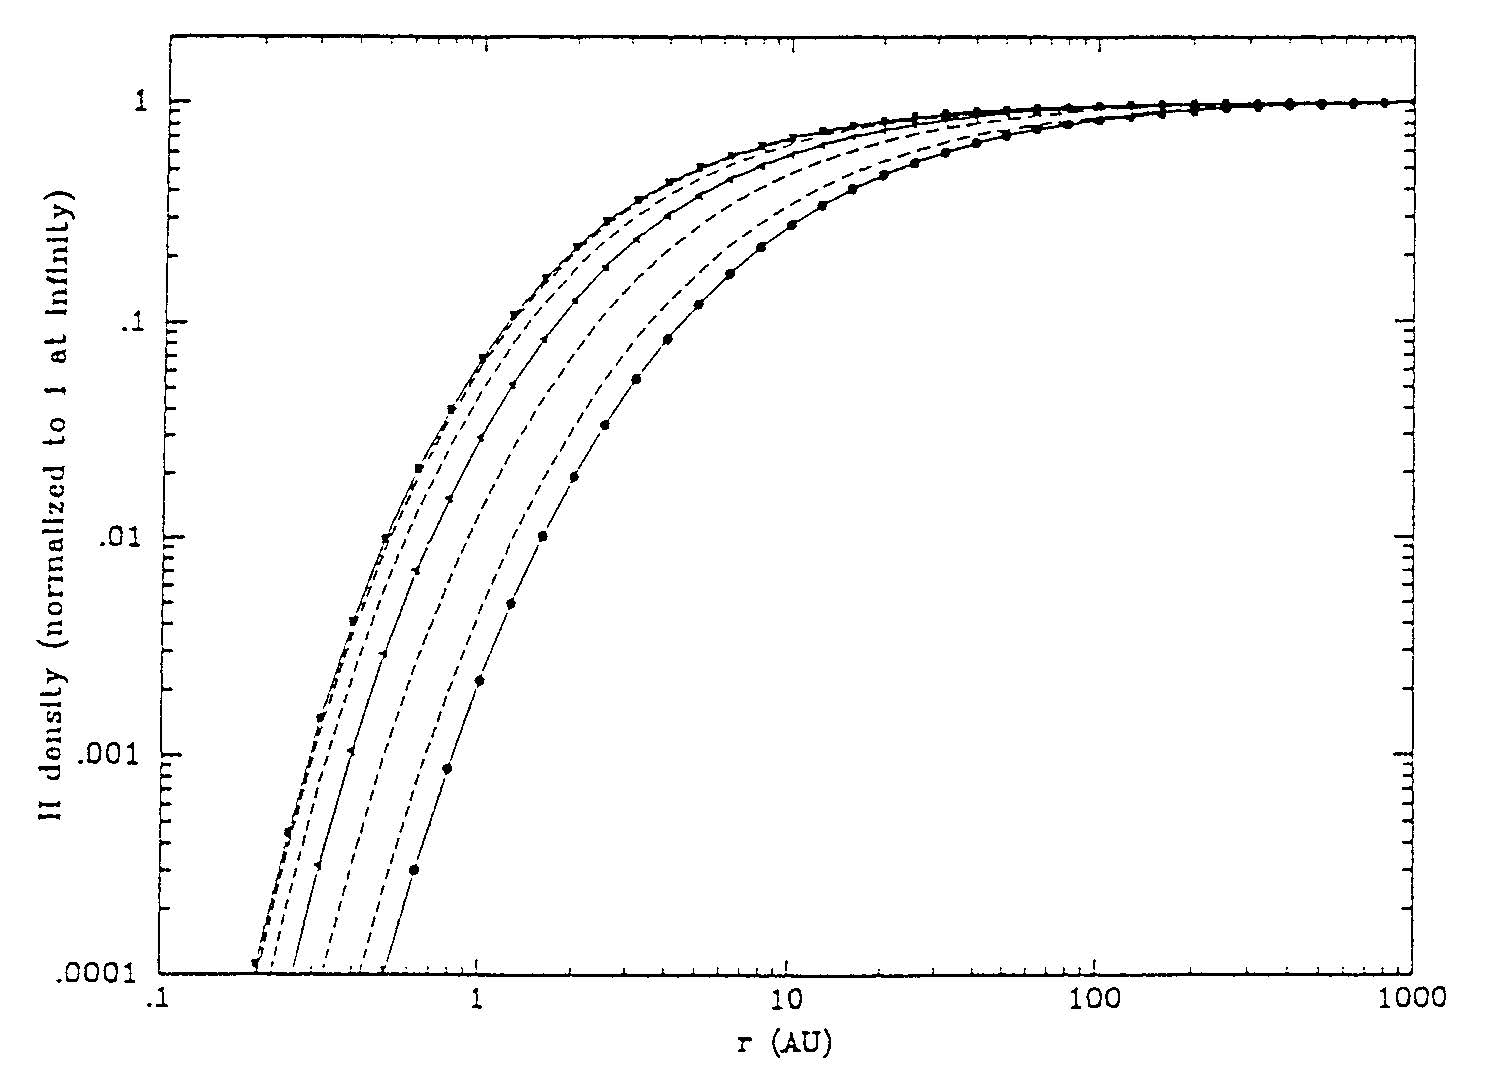 H density (normalized to 1 at infinity)
1
.1
.01
.001
.0001
.1 1 10 100 1000
r (AU)